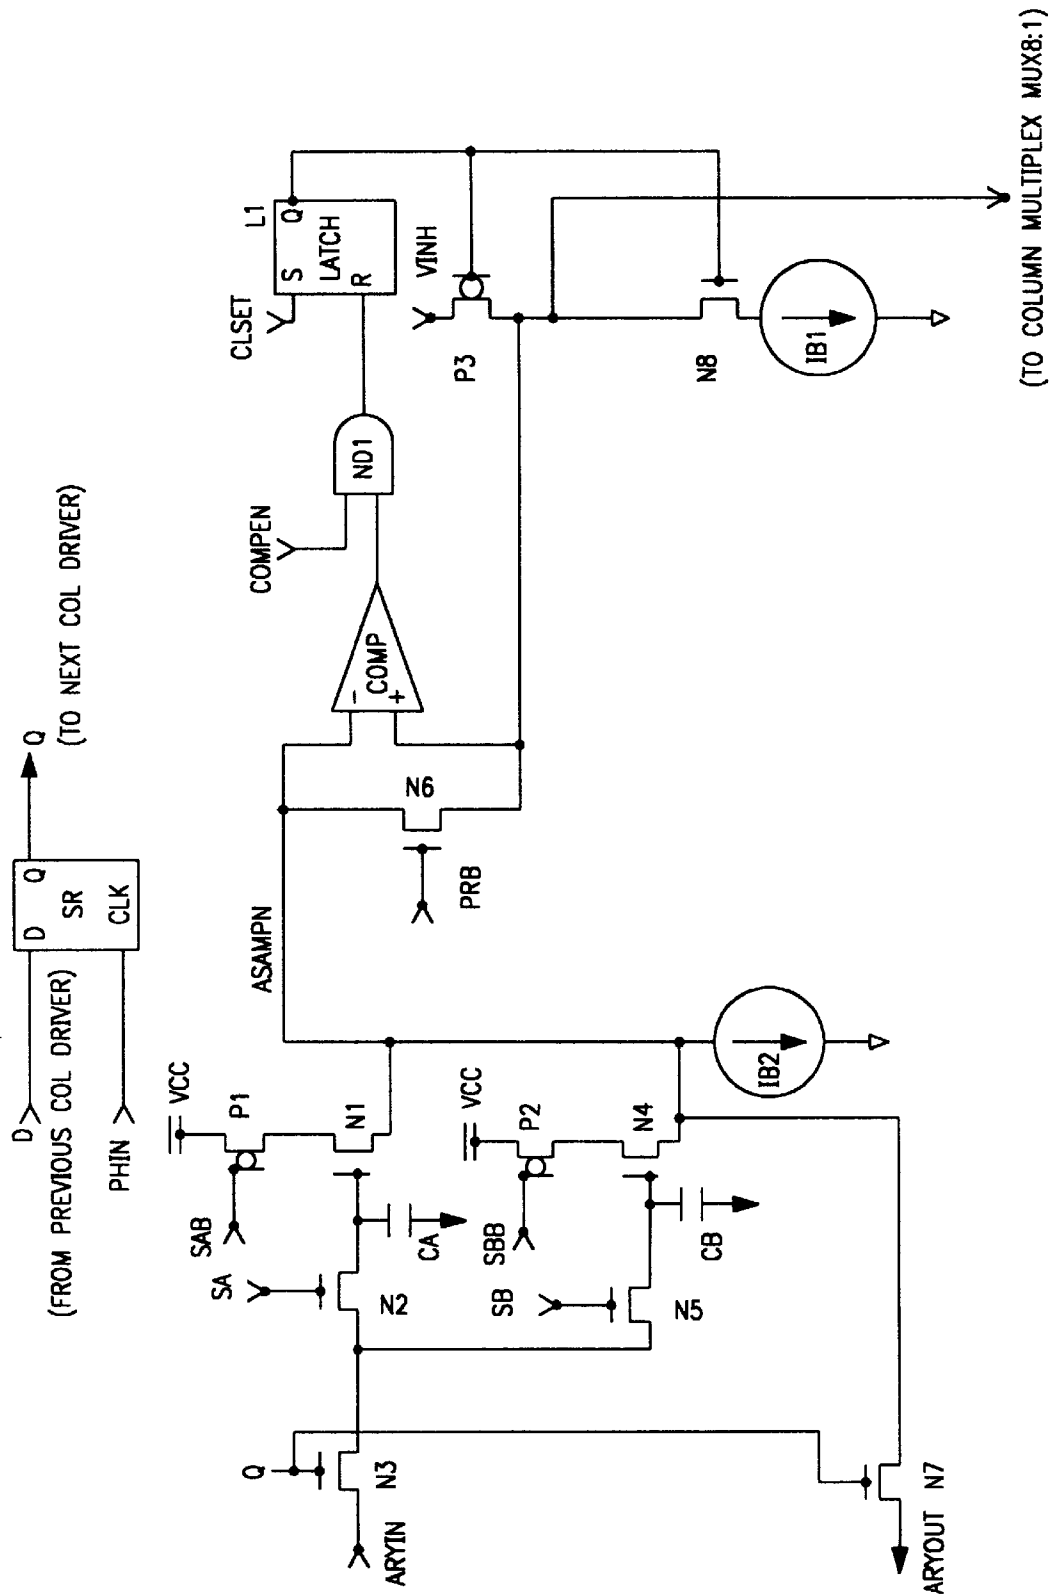 D
(FROM PREVIOUS COL DRIVER)
PHIN
D Q
SR
CLK
Q
(TO NEXT COL DRIVER)
VCC
SAB
P1
SA
N1
CA
N2
VCC
SBB
P2
SB
N4
CB
N5
Q
N3
ARYIN
ARYOUT N7
IB2
ASAMPN
PRB
N6
-
COMP
+
COMPEN
ND1
CLSET
L1
S Q
LATCH
R
VINH
P3
N8
IB1
(TO COLUMN MULTIPLEX MUX8:1)